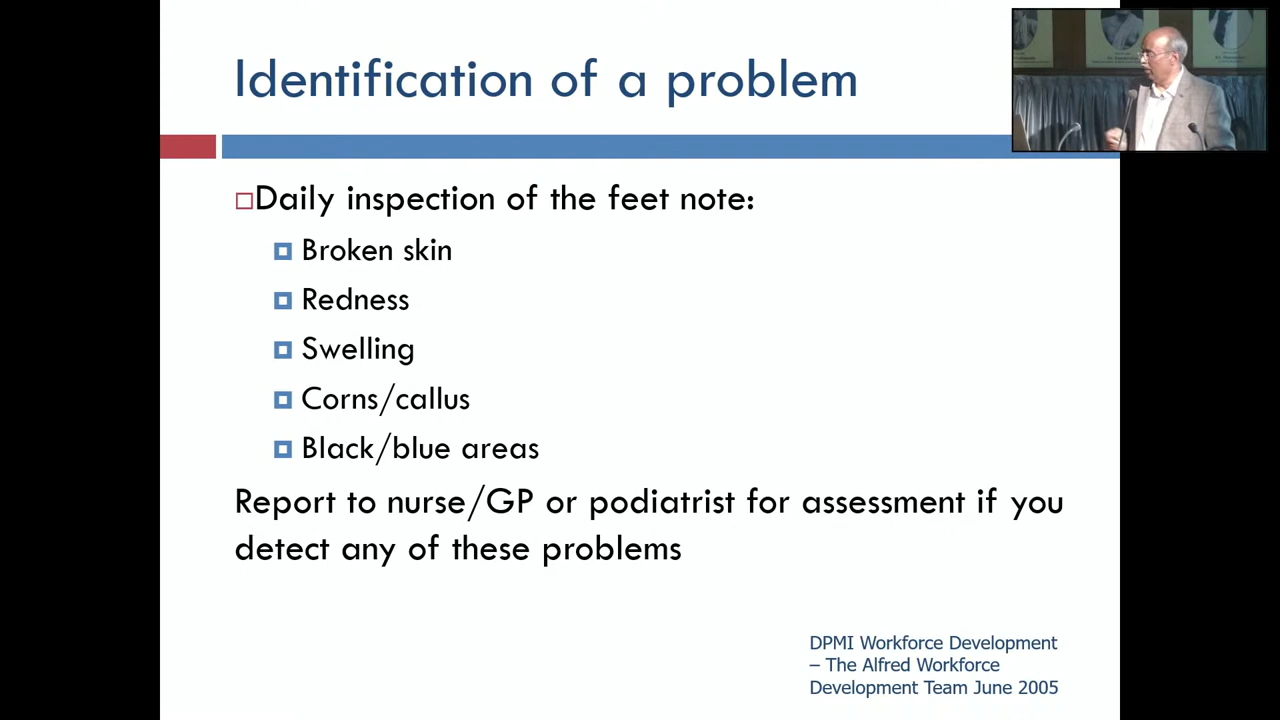 Identification of a problem
Daily inspection of the feet note:
Broken skin
Redness
Swelling
Corns/callus
Black/blue areas
Report to nurse/GP or podiatrist for assessment if you
detect any of these problems
DPMI Workforce Development
– The Alfred Workforce
Development Team June 2005